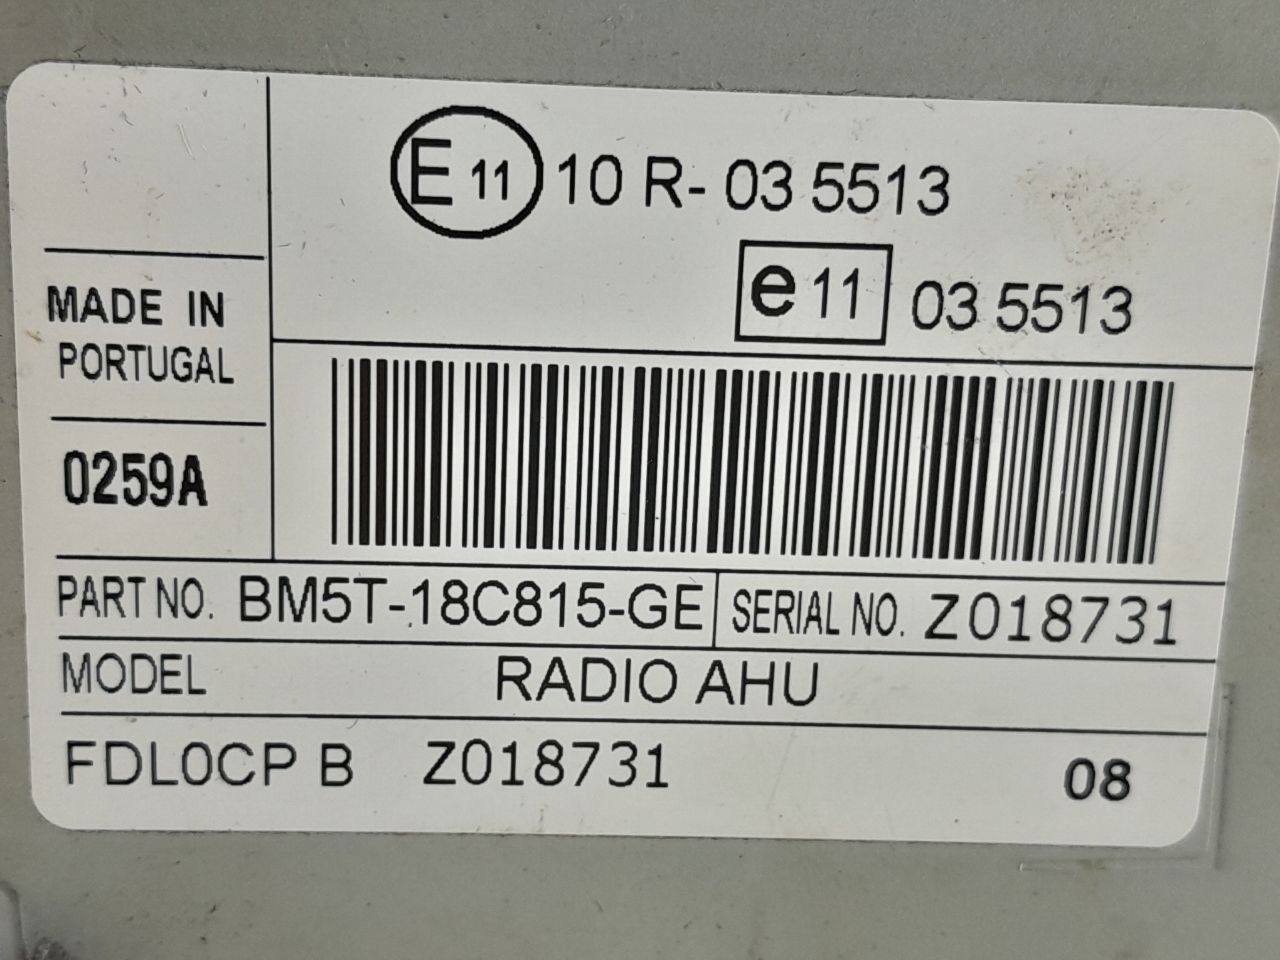 E 11 10 R- 03 5513
e 11 03 5513
MADE IN
PORTUGAL
0259A
PART NO. BM5T-18C815-GE SERIAL NO. Z018731
MODEL RADIO AHU
FDL0CP B Z018731 08